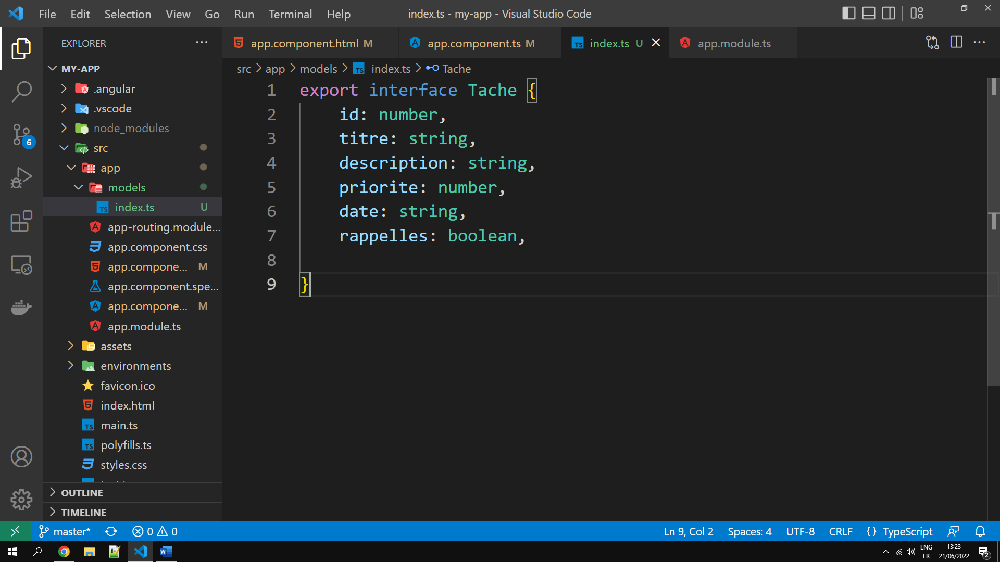 File Edit Selection View Go Run Terminal Help
index.ts - my-app - Visual Studio Code
EXPLORER
MY-APP
.angular
.vscode
node_modules
src
app
models
index.ts U
app-routing.module...
app.component.css
app.compone... M
app.component.spe...
app.compone... M
app.module.ts
assets
environments
favicon.ico
index.html
TS main.ts
TS polyfills.ts
styles.css
OUTLINE
TIMELINE
6
app.component.html M
app.component.ts M
TS index.ts U
app.module.ts
src > app > models > TS index.ts > Tache
1 export interface Tache {
2 id: number,
3 titre: string,
4 description: string,
5 priorite: number,
6 date: string,
7 rappelles: boolean,
8
9 }
master* 0 0
Ln 9, Col 2 Spaces: 4 UTF-8 CRLF {} TypeScript
ENG
FR
13:23
21/06/2022
2